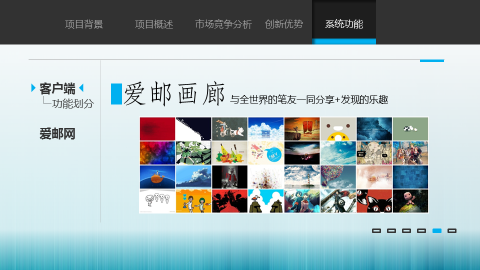 项目背景 项目概述 市场竞争分析 创新优势 系统功能
客户端
功能划分
爱邮网
爱邮画廊 与全世界的笔友一同分享+发现的乐趣